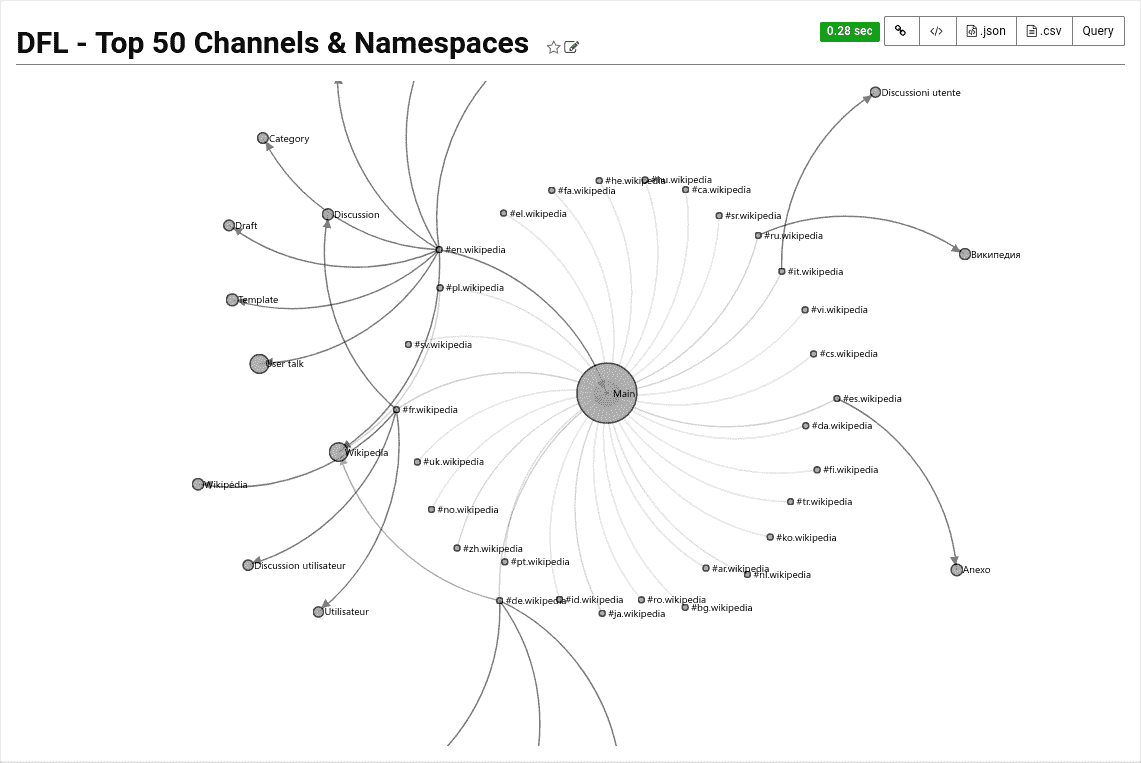 DFL - Top 50 Channels & Namespaces
0.28 sec
</>
.json
.csv
Query
Discussioni utente
Category
#he.wikipedia
#hu.wikipedia
#fa.wikipedia
#ca.wikipedia
Discussion
#el.wikipedia
#sr.wikipedia
Draft
#ru.wikipedia
#en.wikipedia
Википедия
#it.wikipedia
#pl.wikipedia
Template
#vi.wikipedia
#sv.wikipedia
#cs.wikipedia
User talk
Main
#es.wikipedia
#fr.wikipedia
#da.wikipedia
Wikipedia
#uk.wikipedia
#fi.wikipedia
Wikipédia
#tr.wikipedia
#no.wikipedia
#ko.wikipedia
#zh.wikipedia
#pt.wikipedia
Discussion utilisateur
#ar.wikipedia
#nl.wikipedia
Anexo
#de.wikipedia
#id.wikipedia
#ro.wikipedia
#bg.wikipedia
Utilisateur
#ja.wikipedia